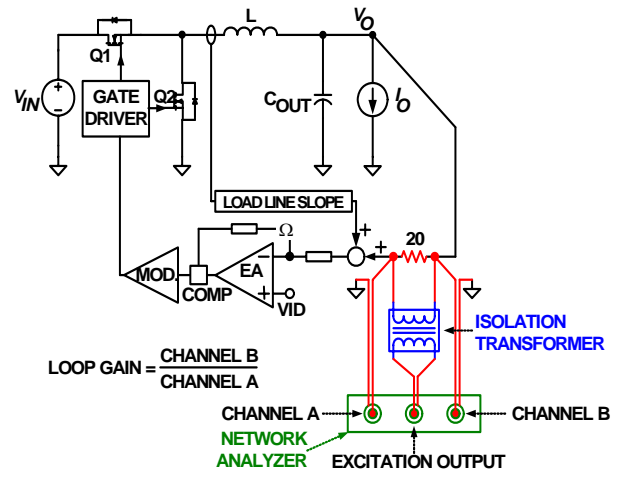 L
VO
Q1
Q2
VIN
GATE
DRIVER
COUT
IO
LOAD LINE SLOPE
+
+
20
Ω
−
EA
+
MOD.
COMP
VID
ISOLATION
TRANSFORMER
LOOP GAIN = CHANNEL B
CHANNEL A
CHANNEL A
CHANNEL B
NETWORK
ANALYZER
EXCITATION OUTPUT